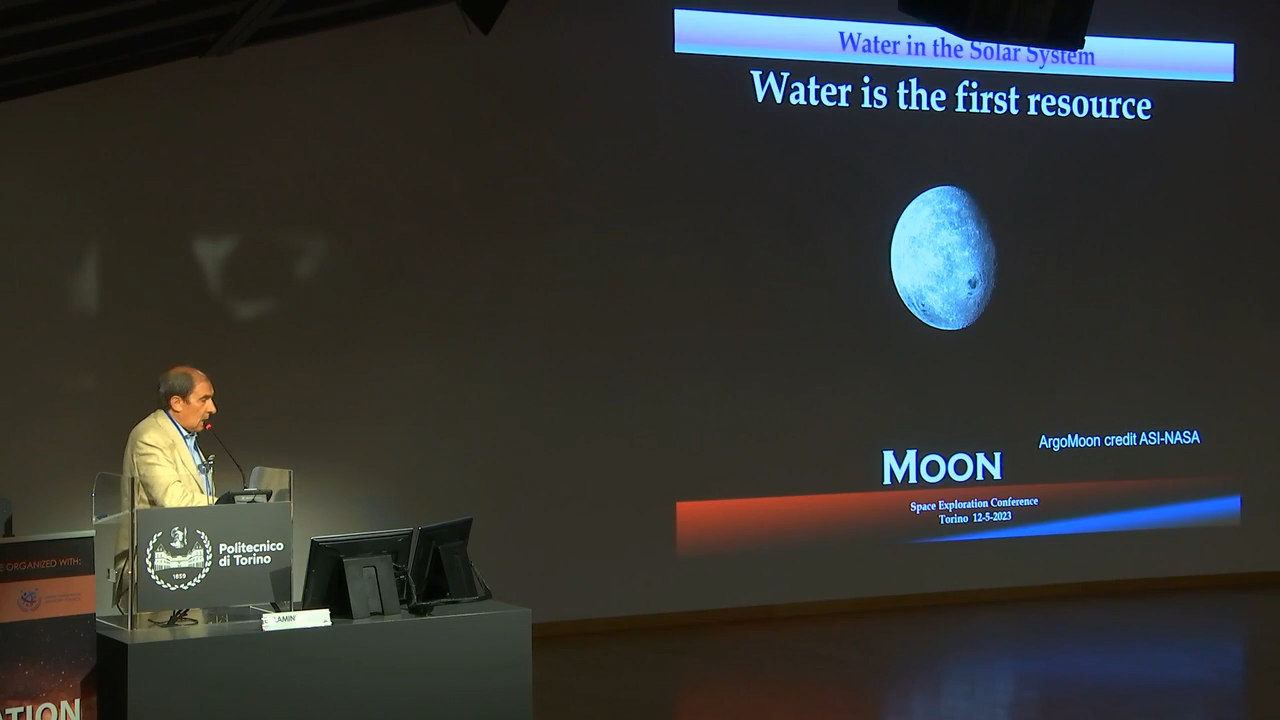 Water in the Solar System
Water is the first resource
ArgoMoon credit ASI-NASA
MOON
Space Exploration Conference
Torino 12-5-2023
Politecnico
di Torino
1859
E ORGANIZED WITH:
AMIN
ATION